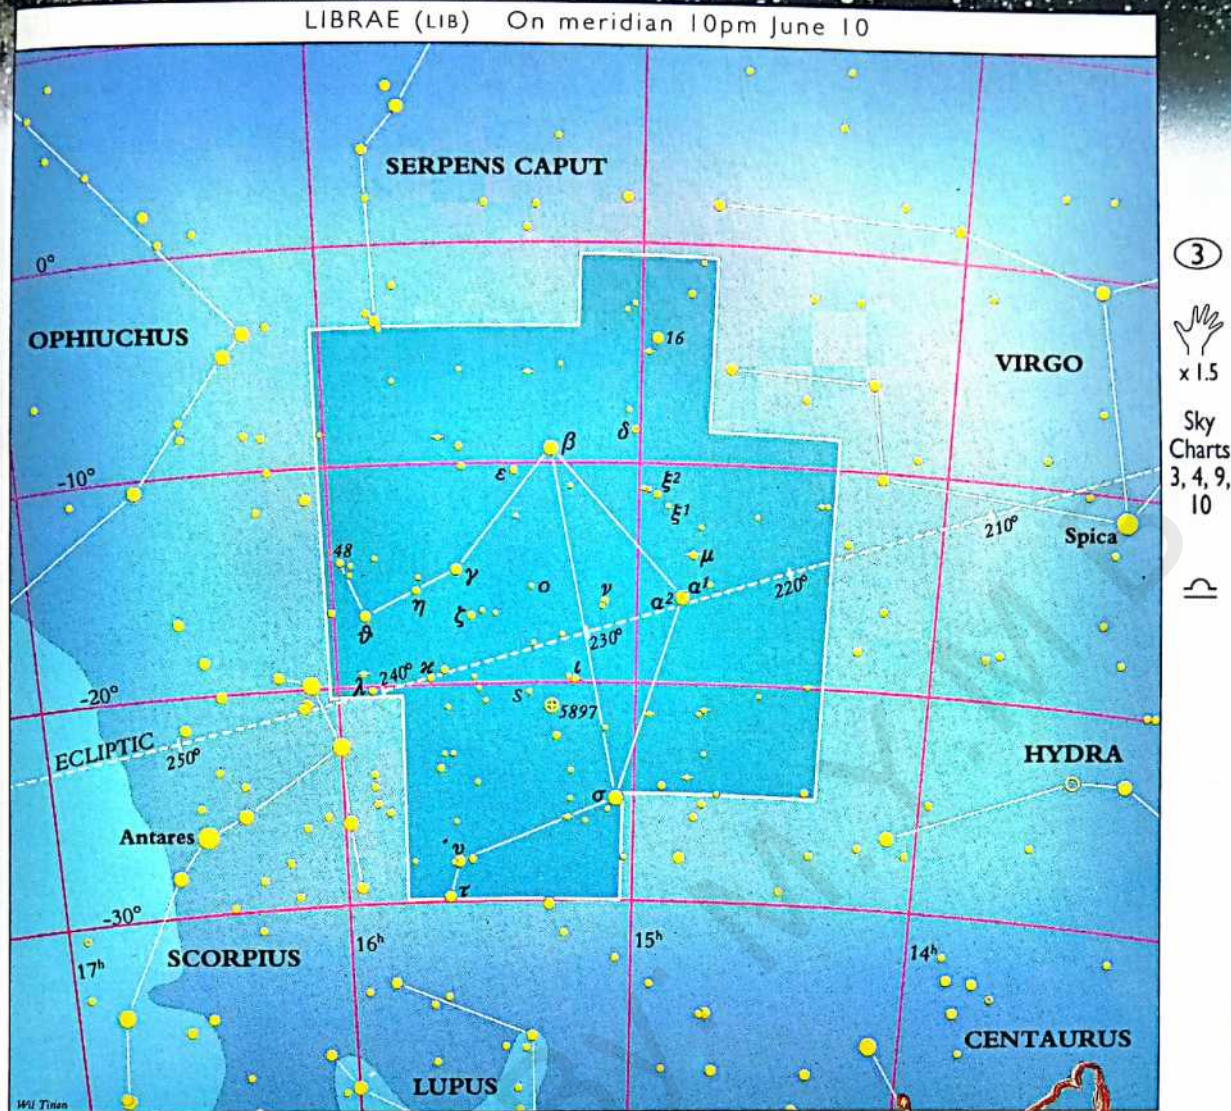 LIBRAE (LIB) On meridian 10pm June 10
SERPENS CAPUT
0°
3
OPHIUCHUS
16
VIRGO
x 1.5
δ
β
Sky
Charts
3, 4, 9,
10
-10°
ε
ξ²
ξ¹
210°
Spica
48
γ
μ
η
ο
ν
α² α¹
220°
ζ
ϑ
230°
ϰ
ι
λ 240°
-20°
S
5897
ECLIPTIC
250°
HYDRA
σ
Antares
υ
τ
-30°
SCORPIUS
17h
16h
15h
14h
CENTAURUS
LUPUS
Wil Tirion